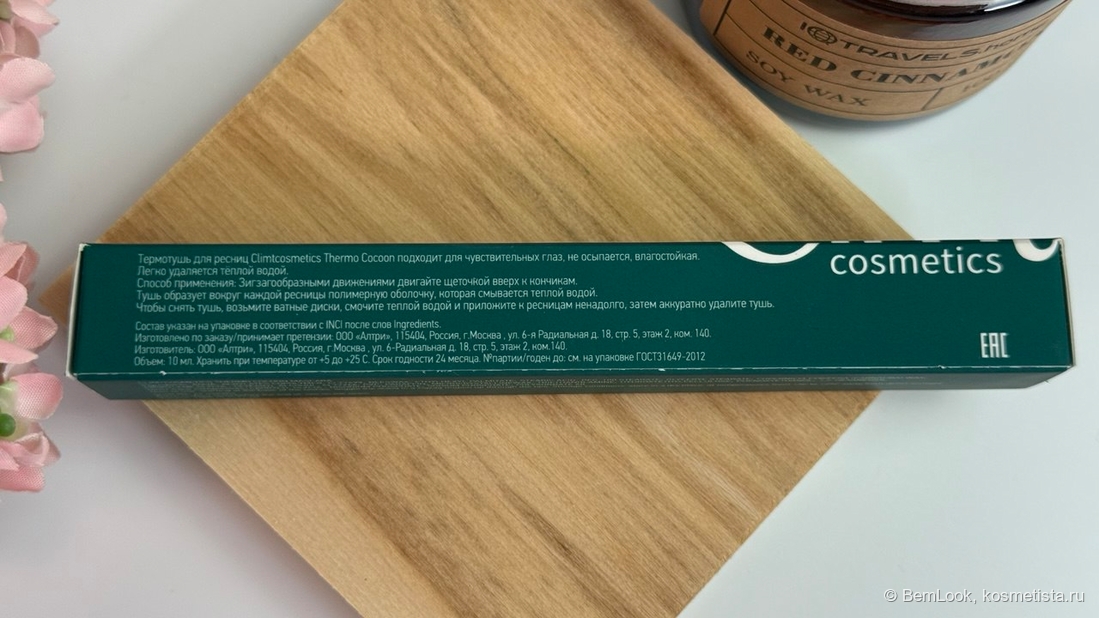 TRAVEL
RED CINNAM
SOY WAX
cosmetics
Термотушь для ресниц Climtcosmetics Thermo Cocoon подходит для чувствительных глаз, не осыпается, влагостойкая.
Легко удаляется тёплой водой.
Способ применения: Зигзагообразными движениями двигайте щеточкой вверх к кончикам.
Тушь образует вокруг каждой ресницы полимерную оболочку, которая смывается теплой водой.
Чтобы снять тушь, возьмите ватные диски, смочите теплой водой и приложите к ресницам ненадолго, затем аккуратно удалите тушь.
Состав указан на упаковке в соответствии с INCI после слов Ingredients.
Изготовлено по заказу/принимает претензии: ООО «Алтри», 115404, Россия, г.Москва , ул. 6-я Радиальная д. 18, стр. 5, этаж 2, ком. 140.
Изготовитель: ООО «Алтри», 115404, Россия, г.Москва , ул. 6-Радиальная д. 18, стр. 5, этаж 2, ком.140.
Объем: 10 мл. Хранить при температуре от +5 до +25 С. Срок годности 24 месяца. №партии/годен до: см. на упаковке ГОСТ31649-2012
EAC
© BemLook, kosmetista.ru